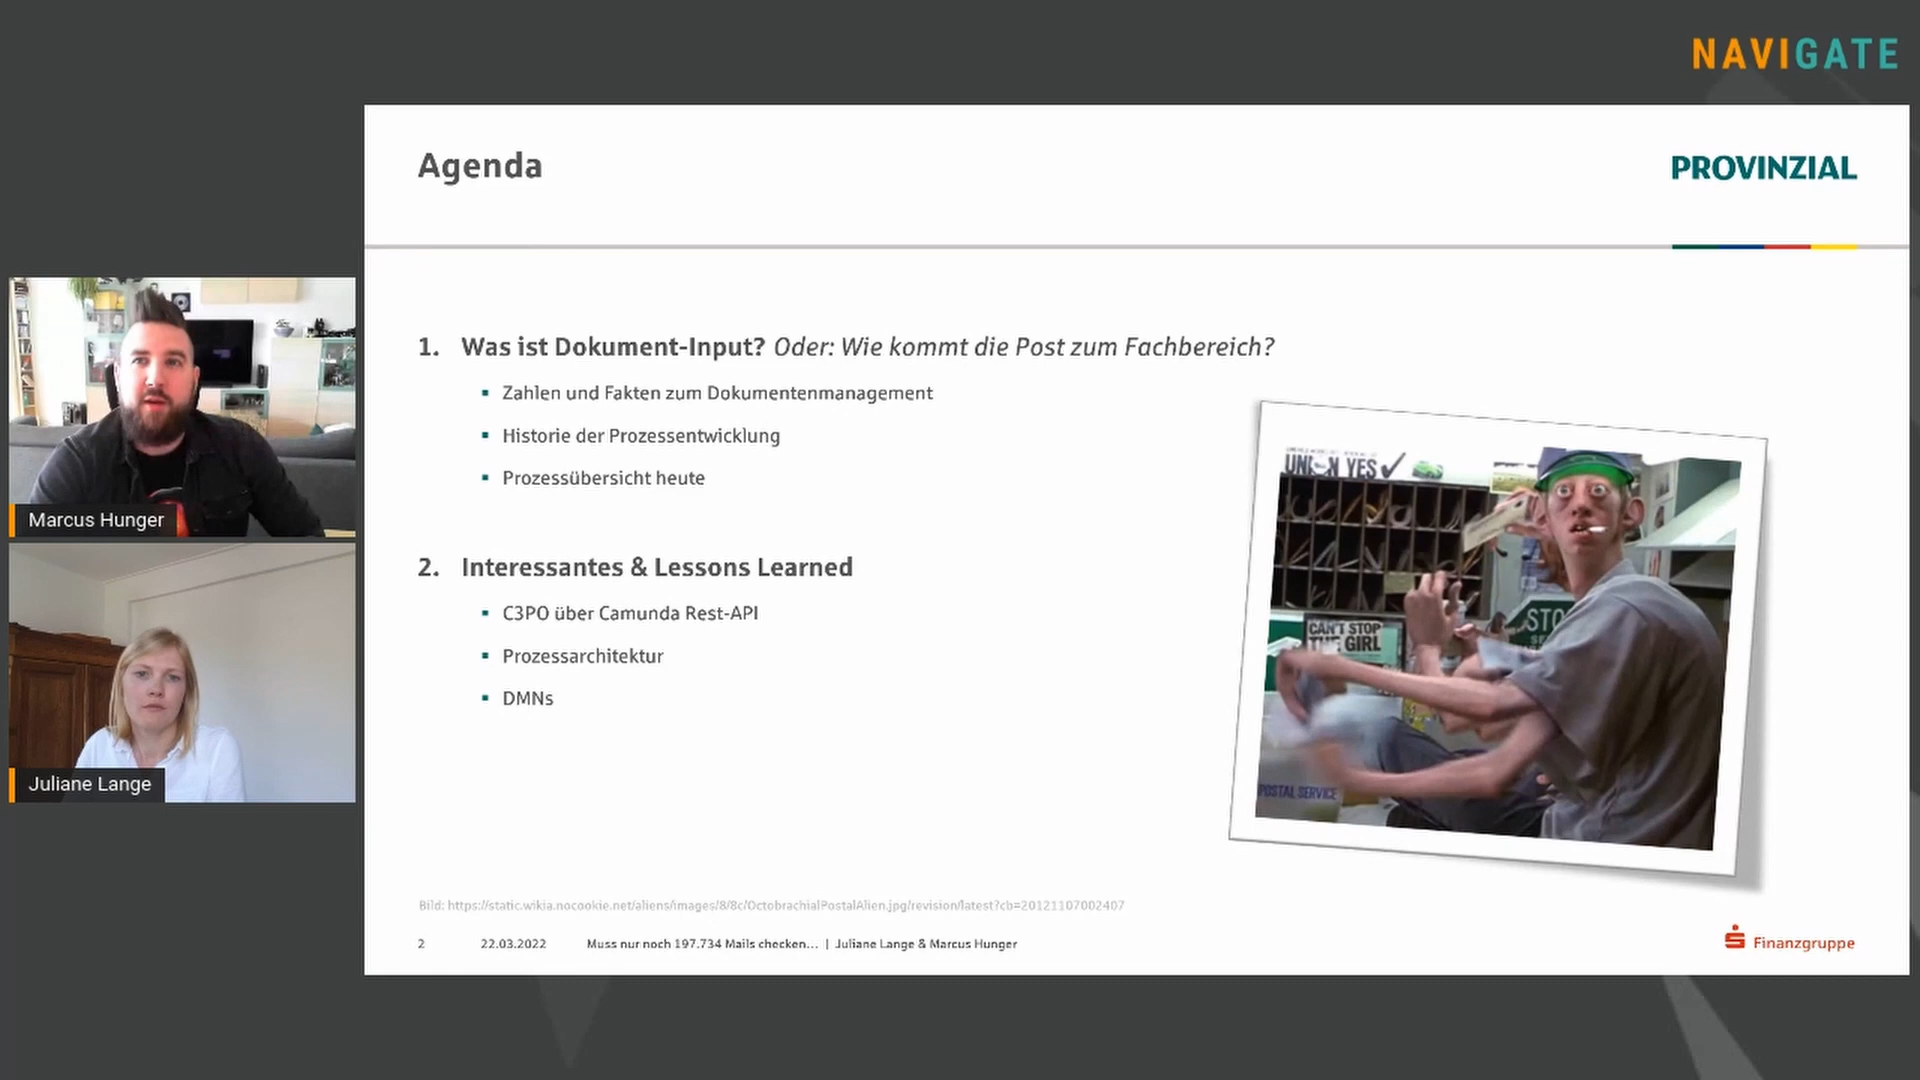 NAVIGATE
Agenda
PROVINZIAL
1. Was ist Dokument-Input? Oder: Wie kommt die Post zum Fachbereich?
▪ Zahlen und Fakten zum Dokumentenmanagement
▪ Historie der Prozessentwicklung
▪ Prozessübersicht heute
2. Interessantes & Lessons Learned
▪ C3PO über Camunda Rest-API
▪ Prozessarchitektur
▪ DMNs
UNION YES
CAN'T STOP
THE GIRL
STO
POSTAL SERVICE
Marcus Hunger
Juliane Lange
Bild: https://static.wikia.nocookie.net/aliens/images/8/8c/OctobrachialPostalAlien.jpg/revision/latest?cb=20121107002407
2 22.03.2022 Muss nur noch 197.734 Mails checken... | Juliane Lange & Marcus Hunger
Finanzgruppe